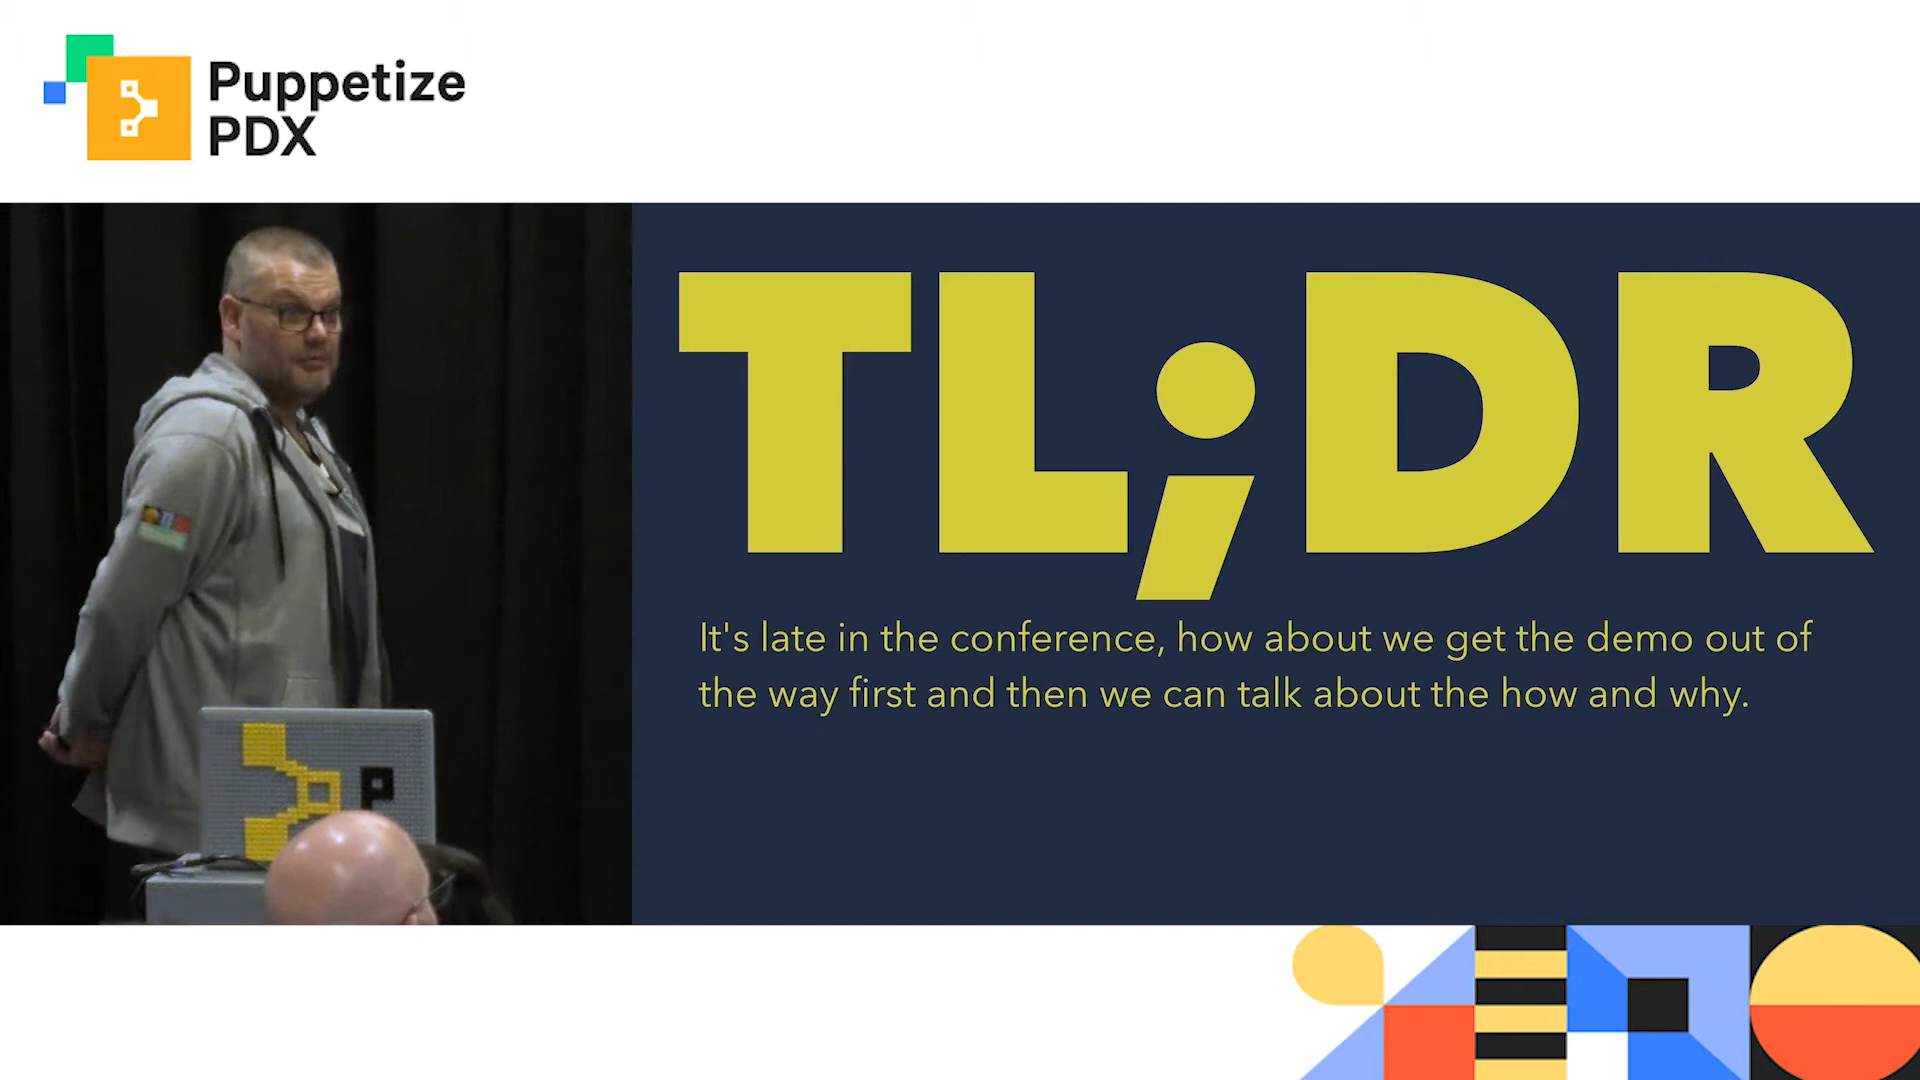 Puppetize
PDX
TL;DR
It's late in the conference, how about we get the demo out of
the way first and then we can talk about the how and why.
P